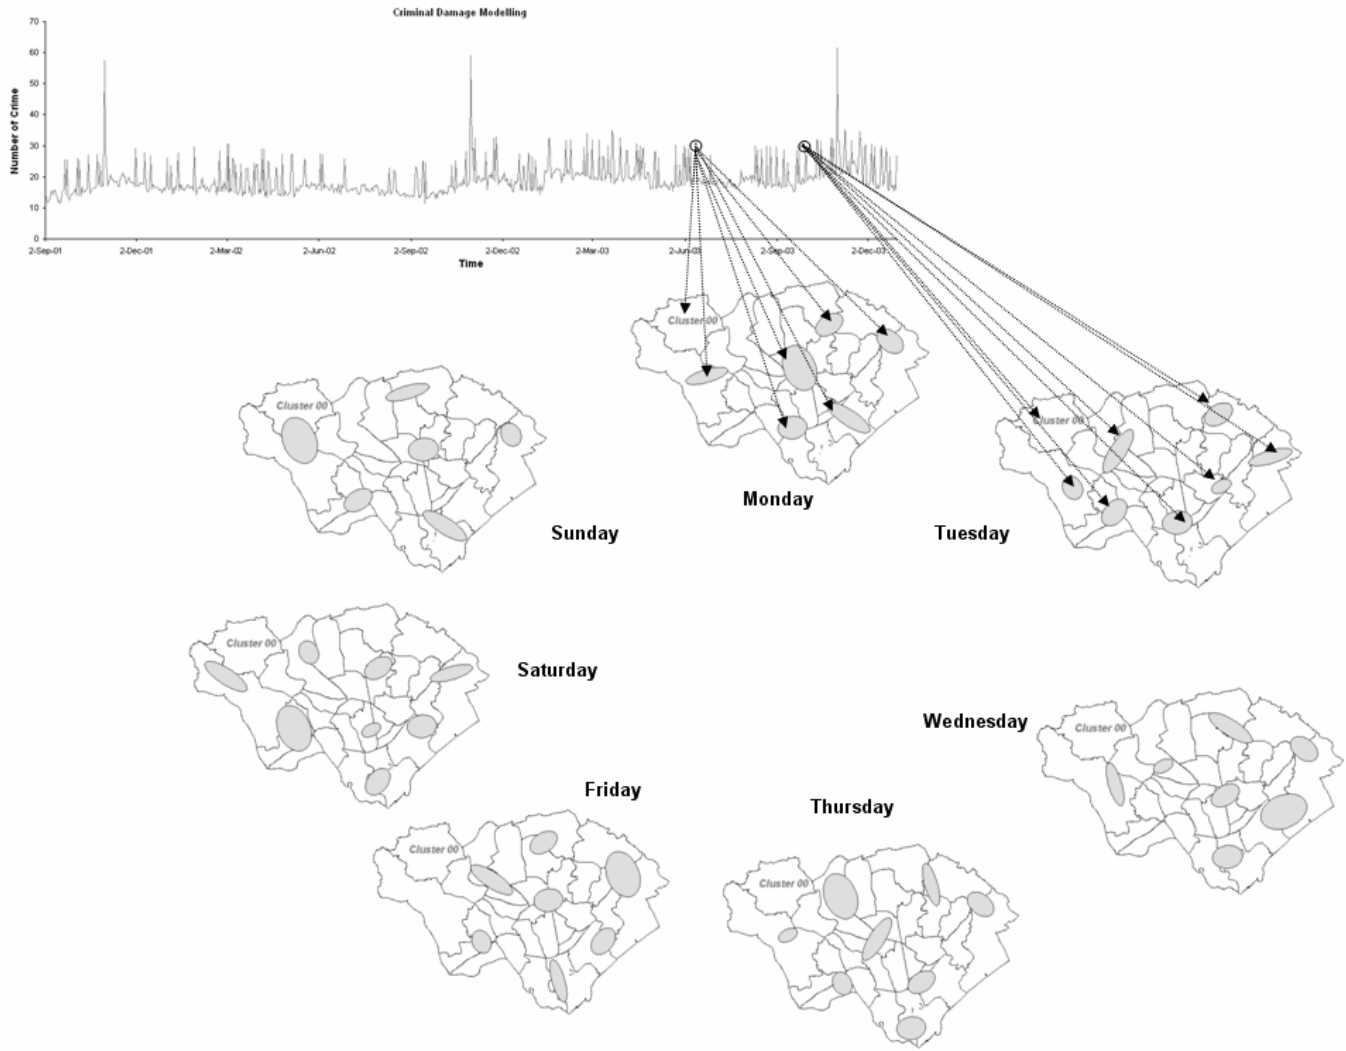 Criminal Damage Modelling
70
60
50
40
30
20
10
0
Number of Crime
2-Sep-01
2-Dec-01
2-Mar-02
2-Jun-02
2-Sep-02
2-Dec-02
2-Mar-03
2-Jun-03
2-Sep-03
2-Dec-03
Time
Cluster 00
Monday
Cluster 00
Sunday
Cluster 00
Tuesday
Cluster 00
Saturday
Cluster 00
Wednesday
Friday
Cluster 00
Thursday
Cluster 00